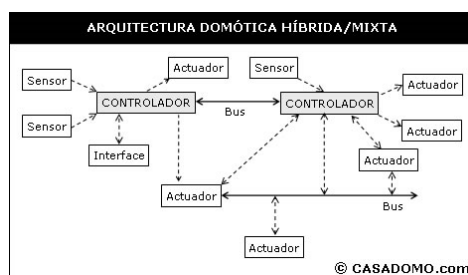 ARQUITECTURA DOMÓTICA HÍBRIDA/MIXTA
Actuador
Sensor
Sensor
Actuador
CONTROLADOR
Bus
CONTROLADOR
Sensor
Actuador
Interface
Actuador
Actuador
Bus
Actuador
© CASADOMO.com